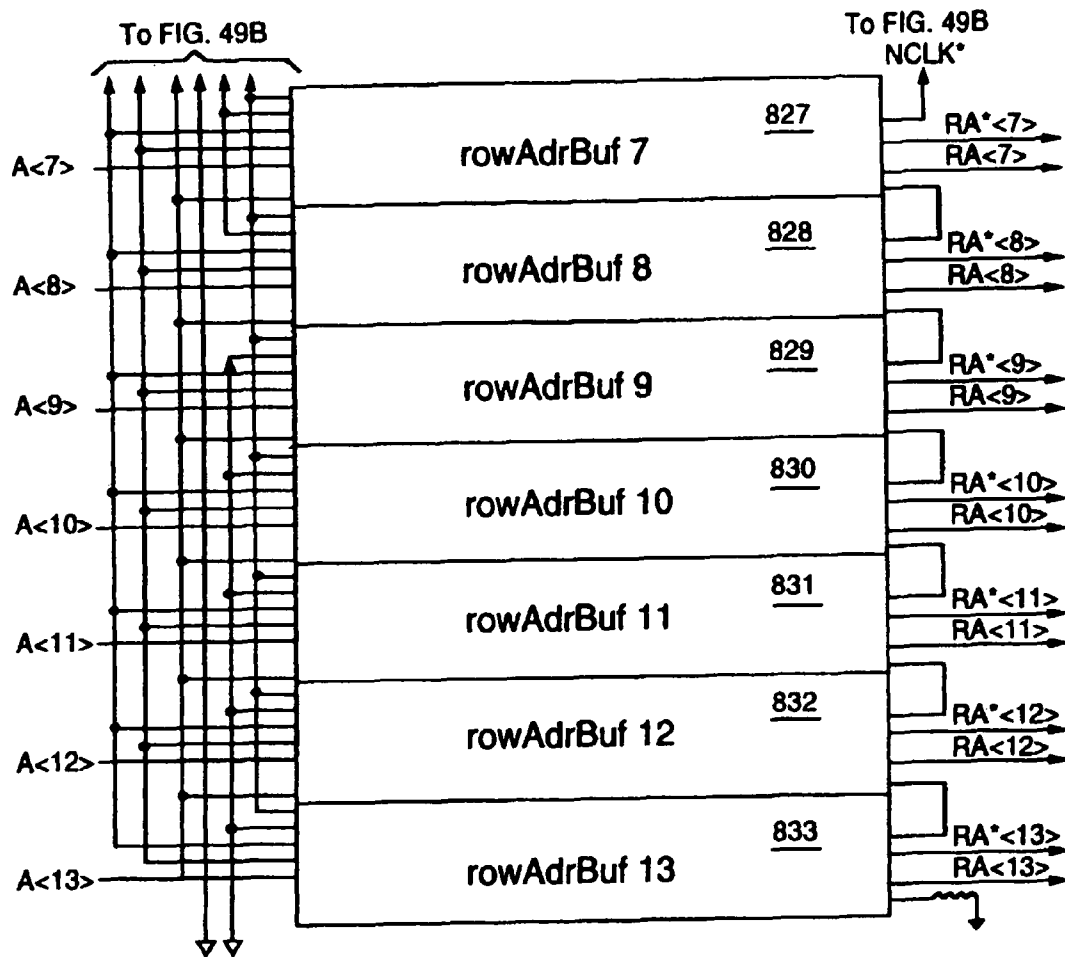 To FIG. 49B
To FIG. 49B
NCLK*
827
rowAdrBuf 7
A<7>
RA*<7>
RA<7>
828
rowAdrBuf 8
A<8>
RA*<8>
RA<8>
829
rowAdrBuf 9
A<9>
RA*<9>
RA<9>
830
rowAdrBuf 10
A<10>
RA*<10>
RA<10>
831
rowAdrBuf 11
A<11>
RA*<11>
RA<11>
832
rowAdrBuf 12
A<12>
RA*<12>
RA<12>
833
rowAdrBuf 13
A<13>
RA*<13>
RA<13>